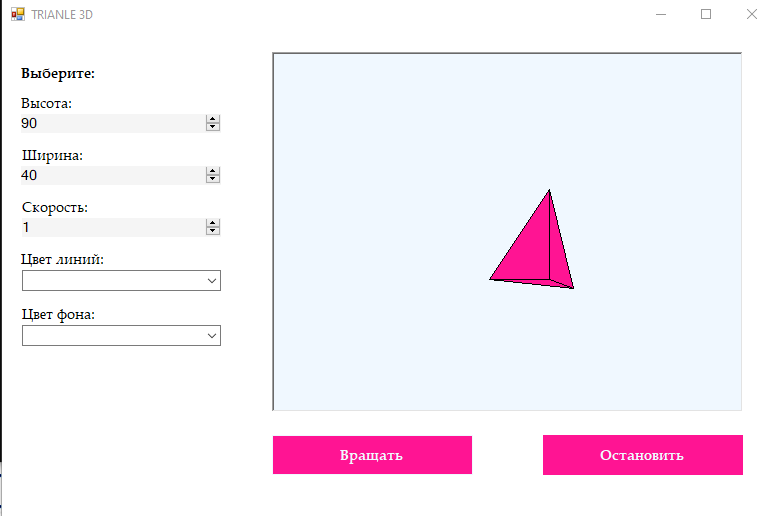 TRIANLE 3D
Выберите:
Высота:
90
Ширина:
40
Скорость:
1
Цвет линий:
Цвет фона:
Вращать
Остановить